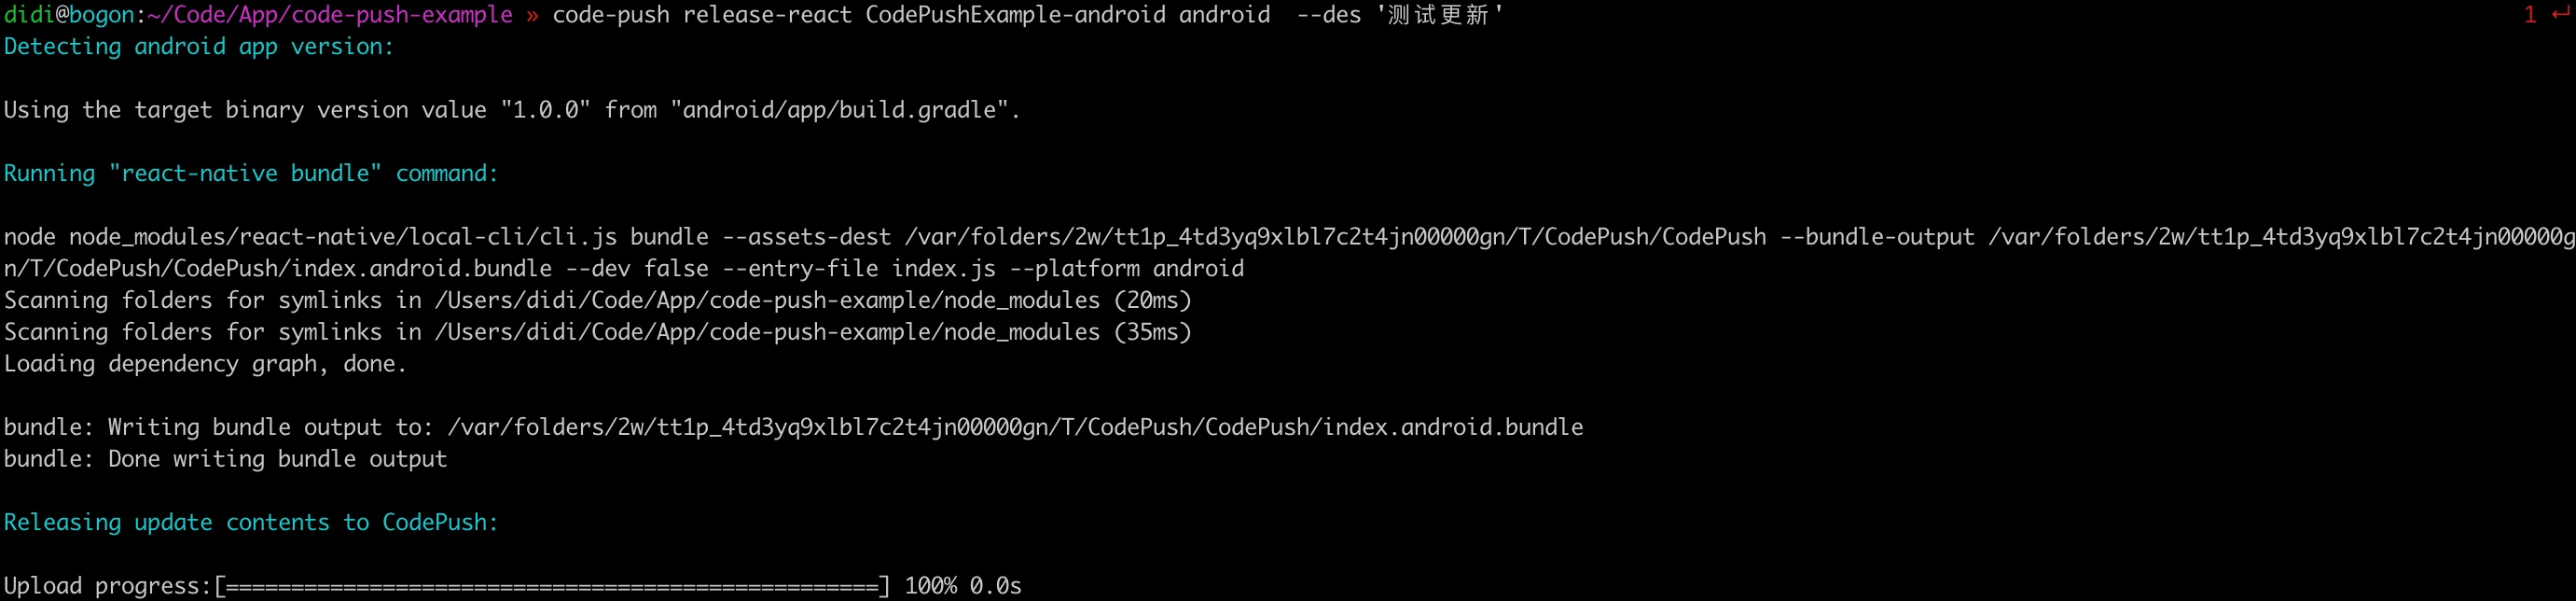 didi@bogon:~/Code/App/code-push-example » code-push release-react CodePushExample-android android  --des '测试更新' 1 ↵
Detecting android app version:
Using the target binary version value "1.0.0" from "android/app/build.gradle".
Running "react-native bundle" command:
node node_modules/react-native/local-cli/cli.js bundle --assets-dest /var/folders/2w/tt1p_4td3yq9xlbl7c2t4jn00000gn/T/CodePush/CodePush --bundle-output /var/folders/2w/tt1p_4td3yq9xlbl7c2t4jn00000g
n/T/CodePush/CodePush/index.android.bundle --dev false --entry-file index.js --platform android
Scanning folders for symlinks in /Users/didi/Code/App/code-push-example/node_modules (20ms)
Scanning folders for symlinks in /Users/didi/Code/App/code-push-example/node_modules (35ms)
Loading dependency graph, done.
bundle: Writing bundle output to: /var/folders/2w/tt1p_4td3yq9xlbl7c2t4jn00000gn/T/CodePush/CodePush/index.android.bundle
bundle: Done writing bundle output
Releasing update contents to CodePush:
Upload progress:[==================================================] 100% 0.0s